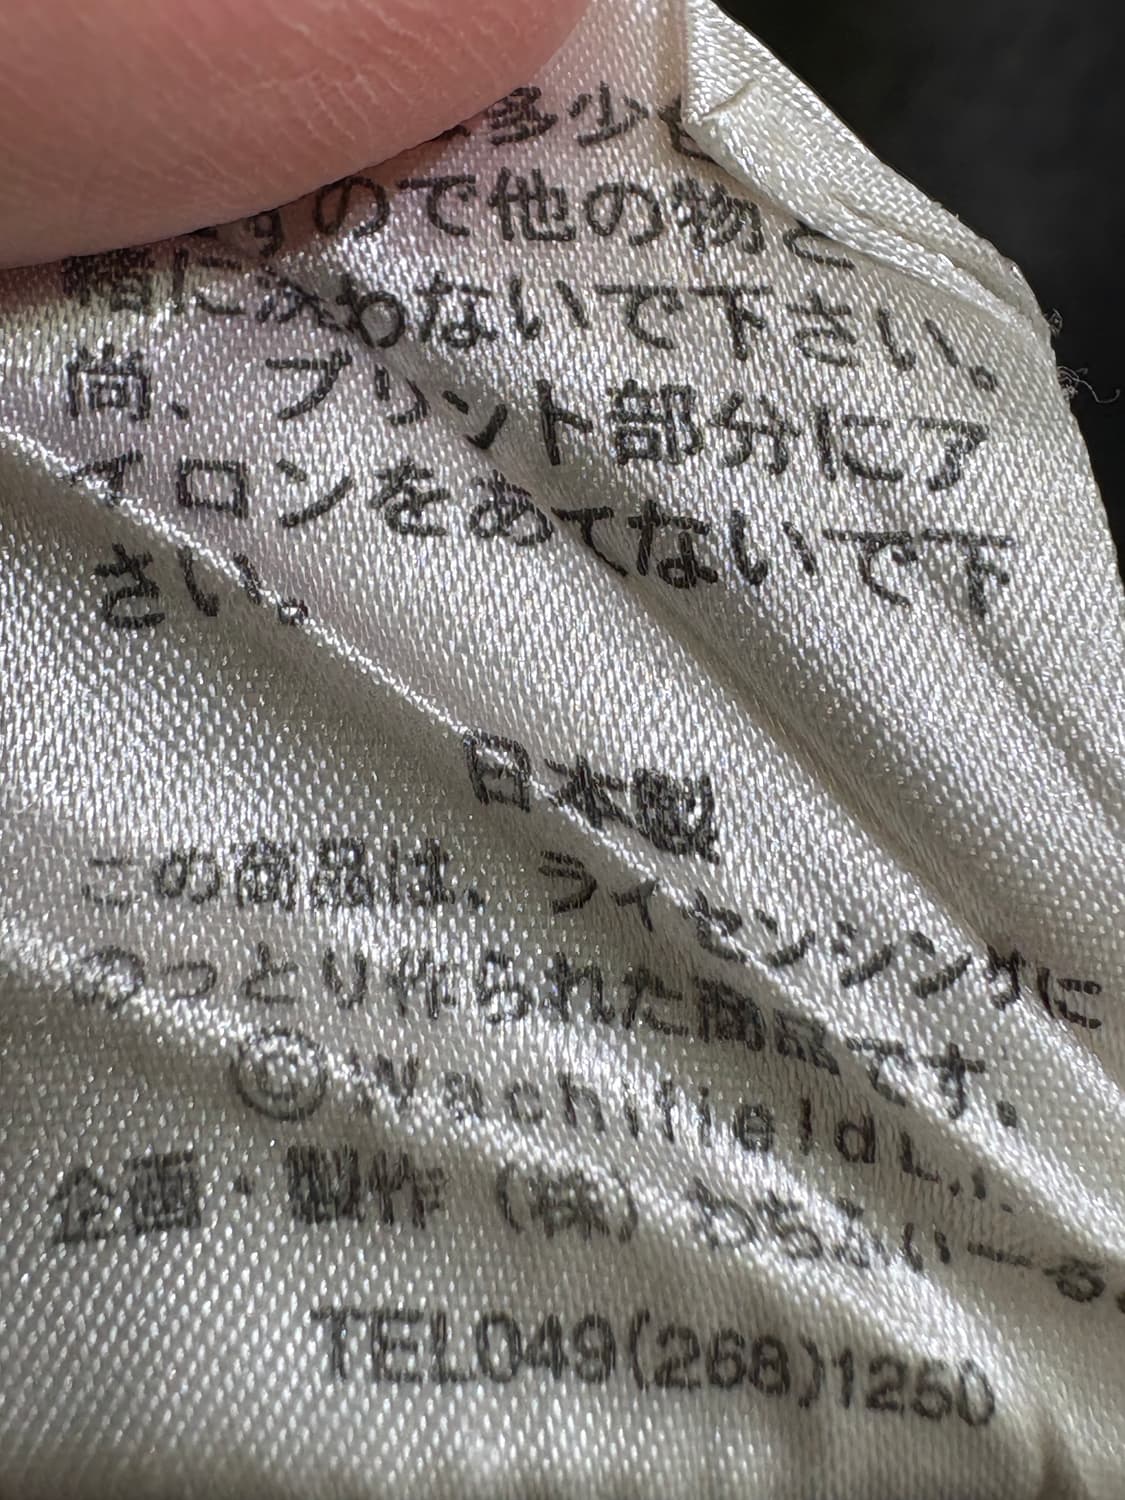 多少
すので他の物と
緒に洗わないで下さい。
尚、プリント部分にア
イロンをあてないで下
さい。
日本製
この商品は、ライセンシングに
のっとり作られた商品です。
©Wachifield
企画・製作 (株) わちふぃーるど
TEL049(268)1250